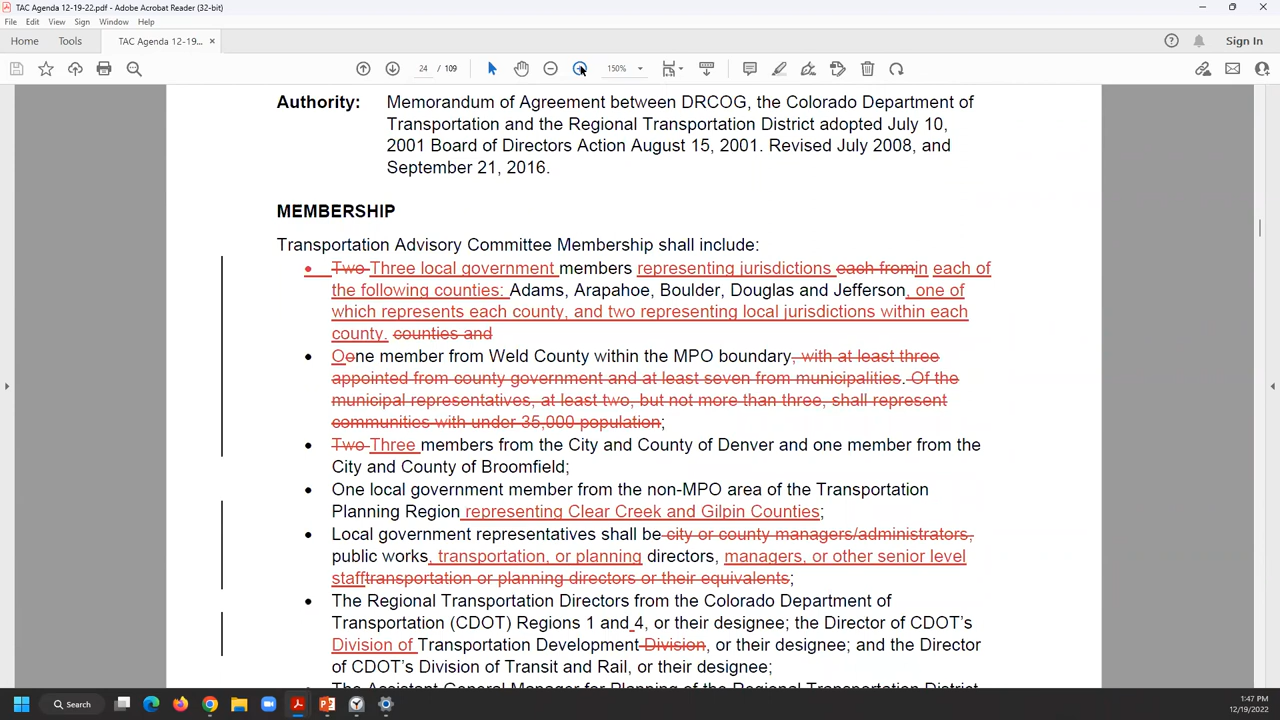 TAC Agenda 12-19-22.pdf - Adobe Acrobat Reader (32-bit)
File Edit View Sign Window Help
Home Tools TAC Agenda 12-19... × Sign In
24 / 109 150%
Authority: Memorandum of Agreement between DRCOG, the Colorado Department of
Transportation and the Regional Transportation District adopted July 10,
2001 Board of Directors Action August 15, 2001. Revised July 2008, and
September 21, 2016.
MEMBERSHIP
Transportation Advisory Committee Membership shall include:
• Two Three local government members representing jurisdictions each fromin each of
the following counties: Adams, Arapahoe, Boulder, Douglas and Jefferson, one of
which represents each county, and two representing local jurisdictions within each
county. counties and
• Oone member from Weld County within the MPO boundary, with at least three
appointed from county government and at least seven from municipalities. Of the
municipal representatives, at least two, but not more than three, shall represent
communities with under 35,000 population;
• Two Three members from the City and County of Denver and one member from the
City and County of Broomfield;
• One local government member from the non-MPO area of the Transportation
Planning Region representing Clear Creek and Gilpin Counties;
• Local government representatives shall be city or county managers/administrators,
public works, transportation, or planning directors, managers, or other senior level
stafftransportation or planning directors or their equivalents;
• The Regional Transportation Directors from the Colorado Department of
Transportation (CDOT) Regions 1 and 4, or their designee; the Director of CDOT's
Division of Transportation Development Division, or their designee; and the Director
of CDOT's Division of Transit and Rail, or their designee;
• The Assistant General Manager for Planning of the Regional Transportation District
Search
1:47 PM
12/19/2022